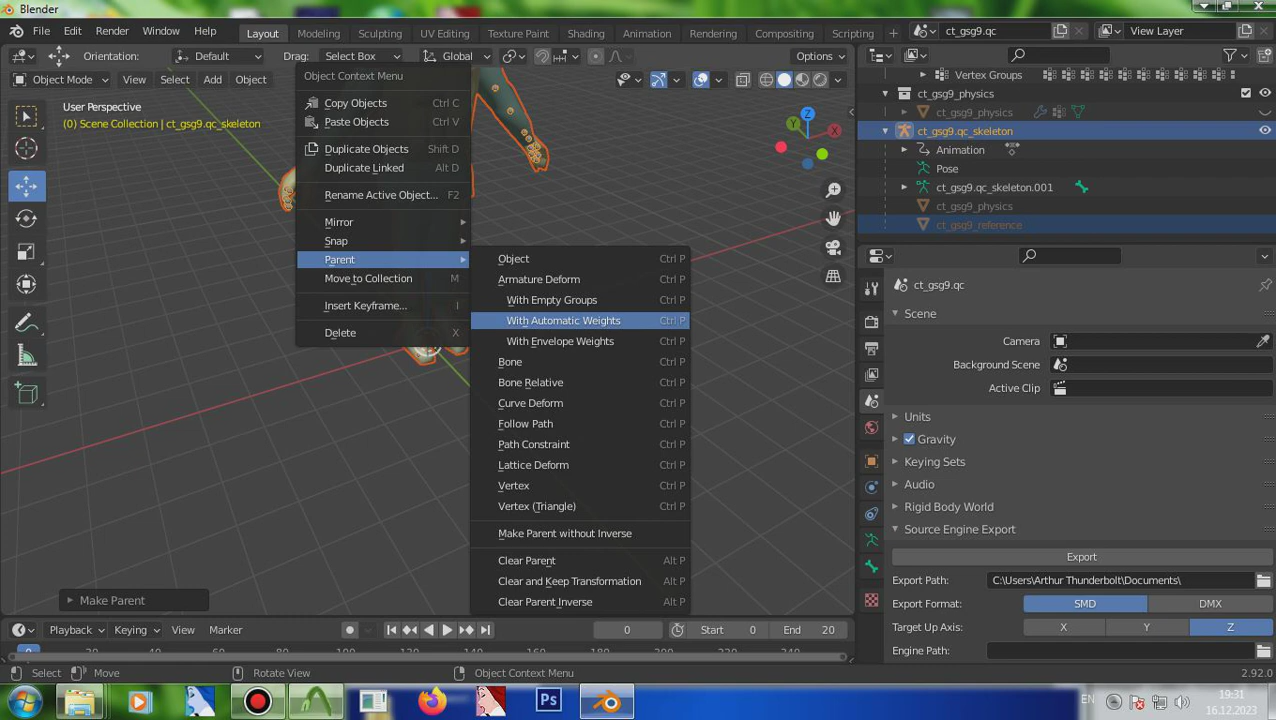 Blender
File Edit Render Window Help Layout Modeling Sculpting UV Editing Texture Paint Shading Animation Rendering Compositing Scripting ct_gsg9.qc View Layer
Orientation: Default Drag: Select Box Global Options
Object Mode View Select Add Object
User Perspective
(0) Scene Collection | ct_gsg9.qc_skeleton
Object Context Menu
Copy Objects Ctrl C
Paste Objects Ctrl V
Duplicate Objects Shift D
Duplicate Linked Alt D
Rename Active Object... F2
Mirror
Snap
Parent
Move to Collection M
Insert Keyframe... I
Delete X
Object Ctrl P
Armature Deform Ctrl P
With Empty Groups Ctrl P
With Automatic Weights Ctrl P
With Envelope Weights Ctrl P
Bone Ctrl P
Bone Relative Ctrl P
Curve Deform Ctrl P
Follow Path Ctrl P
Path Constraint Ctrl P
Lattice Deform Ctrl P
Vertex Ctrl P
Vertex (Triangle) Ctrl P
Make Parent without Inverse Ctrl P
Clear Parent Alt P
Clear and Keep Transformation Alt P
Clear Parent Inverse Alt P
Z
Y
X
Make Parent
Vertex Groups
ct_gsg9_physics
ct_gsg9_physics
ct_gsg9.qc_skeleton
Animation
Pose
ct_gsg9.qc_skeleton.001
ct_gsg9_physics
ct_gsg9_reference
ct_gsg9.qc
Scene
Camera
Background Scene
Active Clip
Units
Gravity
Keying Sets
Audio
Rigid Body World
Source Engine Export
Export
Export Path: C:\Users\Arthur Thunderbolt\Documents\
Export Format: SMD DMX
Target Up Axis: X Y Z
Engine Path:
Playback Keying View Marker 0 Start 0 End 20
Select Move Rotate View Object Context Menu 2.92.0
Ps EN 19:31
16.12.2023